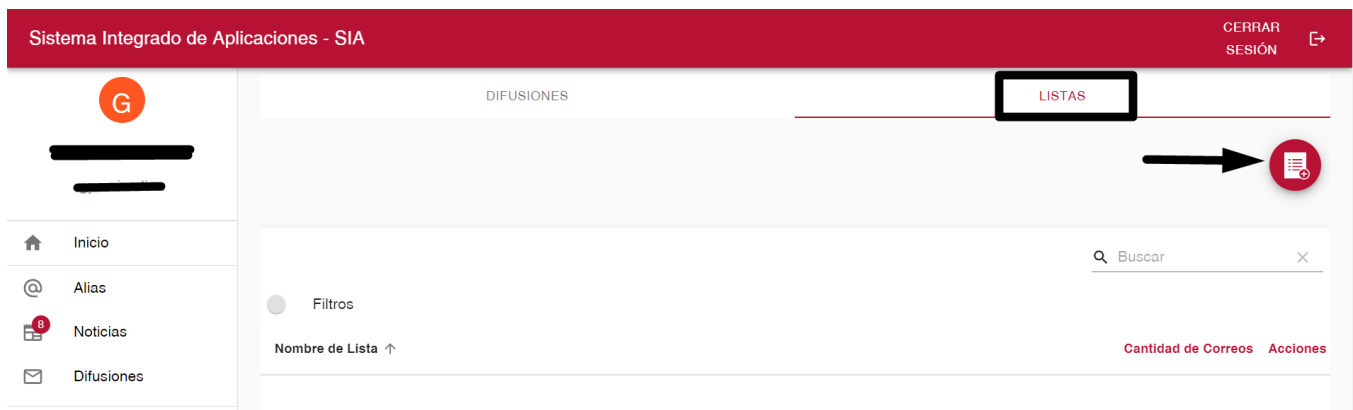 Sistema Integrado de Aplicaciones - SIA
CERRAR
SESIÓN
G
DIFUSIONES
LISTAS
Inicio
Alias
8
Noticias
Difusiones
Buscar
Filtros
Nombre de Lista
Cantidad de Correos
Acciones